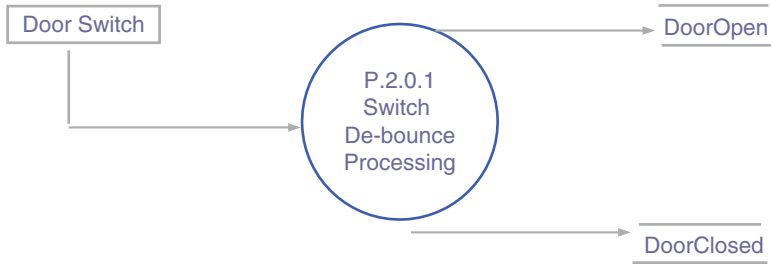 Door Switch
DoorOpen
P.2.0.1
Switch
De-bounce
Processing
DoorClosed